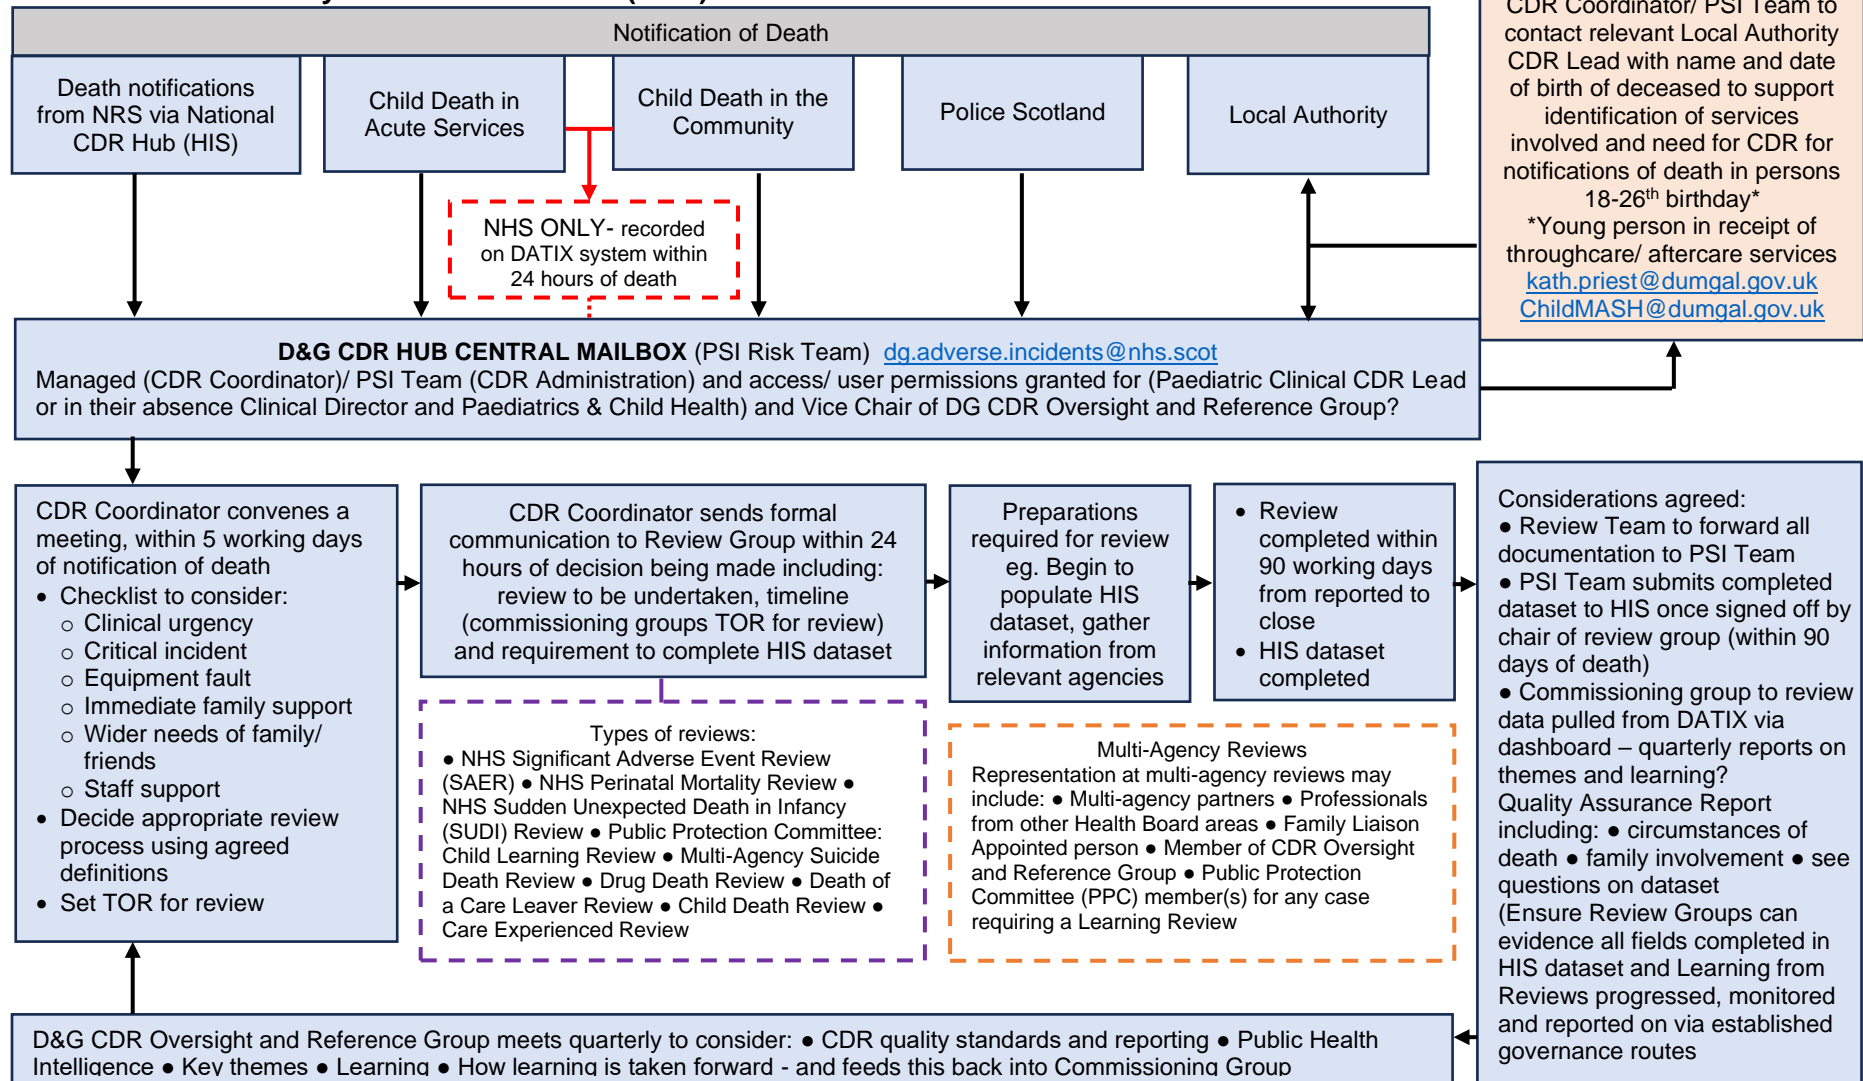 CDR Coordinator/ PSI Team to
contact relevant Local Authority
CDR Lead with name and date
of birth of deceased to support
identification of services
involved and need for CDR for
notifications of death in persons
18-26th birthday*
*Young person in receipt of
throughcare/ aftercare services
kath.priest@dumgal.gov.uk
ChildMASH@dumgal.gov.uk
Notification of Death
Death notifications
from NRS via National
CDR Hub (HIS)
Child Death in
Acute Services
Child Death in the
Community
Police Scotland
Local Authority
NHS ONLY- recorded
on DATIX system within
24 hours of death
D&G CDR HUB CENTRAL MAILBOX (PSI Risk Team) dg.adverse.incidents@nhs.scot
Managed (CDR Coordinator)/ PSI Team (CDR Administration) and access/ user permissions granted for (Paediatric Clinical CDR Lead
or in their absence Clinical Director and Paediatrics & Child Health) and Vice Chair of DG CDR Oversight and Reference Group?
CDR Coordinator convenes a
meeting, within 5 working days
of notification of death
• Checklist to consider:
o Clinical urgency
o Critical incident
o Equipment fault
o Immediate family support
o Wider needs of family/
friends
o Staff support
• Decide appropriate review
process using agreed
definitions
• Set TOR for review
CDR Coordinator sends formal
communication to Review Group within 24
hours of decision being made including:
review to be undertaken, timeline
(commissioning groups TOR for review)
and requirement to complete HIS dataset
Types of reviews:
● NHS Significant Adverse Event Review
(SAER) ● NHS Perinatal Mortality Review ●
NHS Sudden Unexpected Death in Infancy
(SUDI) Review ● Public Protection Committee:
Child Learning Review ● Multi-Agency Suicide
Death Review ● Drug Death Review ● Death of
a Care Leaver Review ● Child Death Review ●
Care Experienced Review
Preparations
required for review
eg. Begin to
populate HIS
dataset, gather
information from
relevant agencies
• Review
completed within
90 working days
from reported to
close
• HIS dataset
completed
Multi-Agency Reviews
Representation at multi-agency reviews may
include: ● Multi-agency partners ● Professionals
from other Health Board areas ● Family Liaison
Appointed person ● Member of CDR Oversight
and Reference Group ● Public Protection
Committee (PPC) member(s) for any case
requiring a Learning Review
Considerations agreed:
● Review Team to forward all
documentation to PSI Team
● PSI Team submits completed
dataset to HIS once signed off by
chair of review group (within 90
days of death)
● Commissioning group to review
data pulled from DATIX via
dashboard – quarterly reports on
themes and learning?
Quality Assurance Report
including: ● circumstances of
death ● family involvement ● see
questions on dataset
(Ensure Review Groups can
evidence all fields completed in
HIS dataset and Learning from
Reviews progressed, monitored
and reported on via established
governance routes
D&G CDR Oversight and Reference Group meets quarterly to consider: ● CDR quality standards and reporting ● Public Health
Intelligence ● Key themes ● Learning ● How learning is taken forward - and feeds this back into Commissioning Group